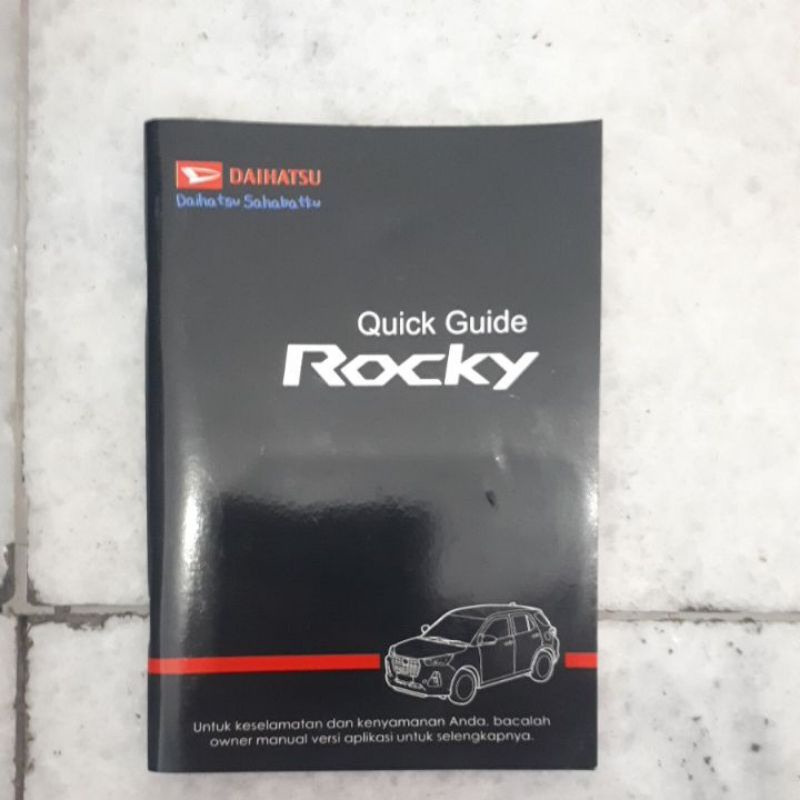 DAIHATSU
Daihatsu Sahabatku
Quick Guide
Rocky
Untuk keselamatan dan kenyamanan Anda, bacalah
owner manual versi aplikasi untuk selengkapnya.